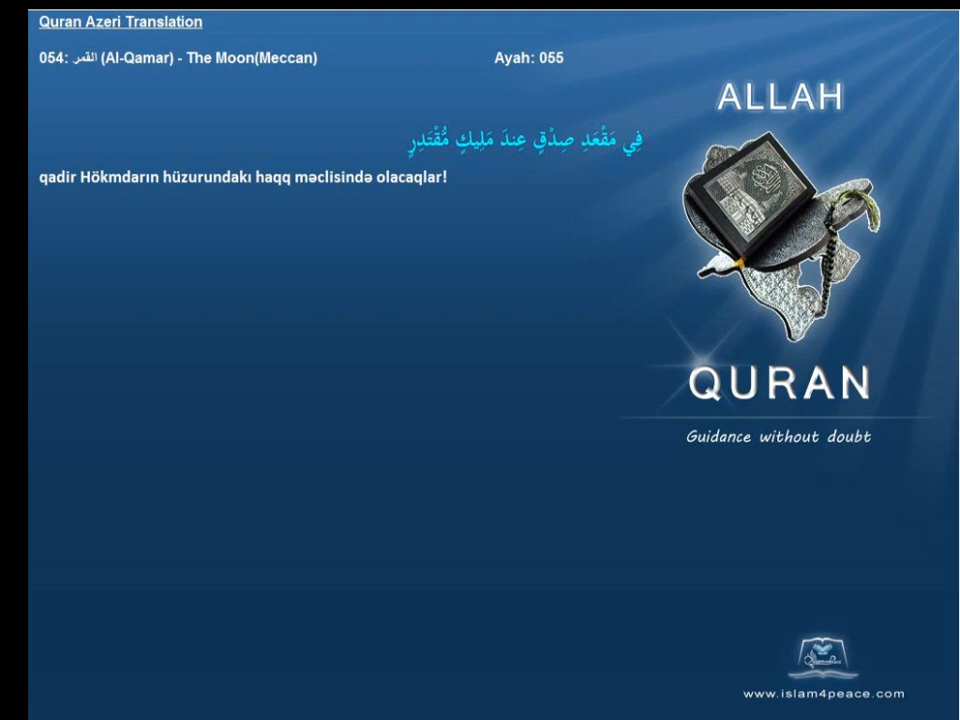 Quran Azeri Translation
054: القمر (Al-Qamar) - The Moon(Meccan) Ayah: 055
ALLAH
فِي مَقْعَدِ صِدْقٍ عِندَ مَلِيكٍ مُّقْتَدِرٍ
qadir Hökmdarın hüzurundakı haqq məclisində olacaqlar!
QURAN
Guidance without doubt
www.islam4peace.com